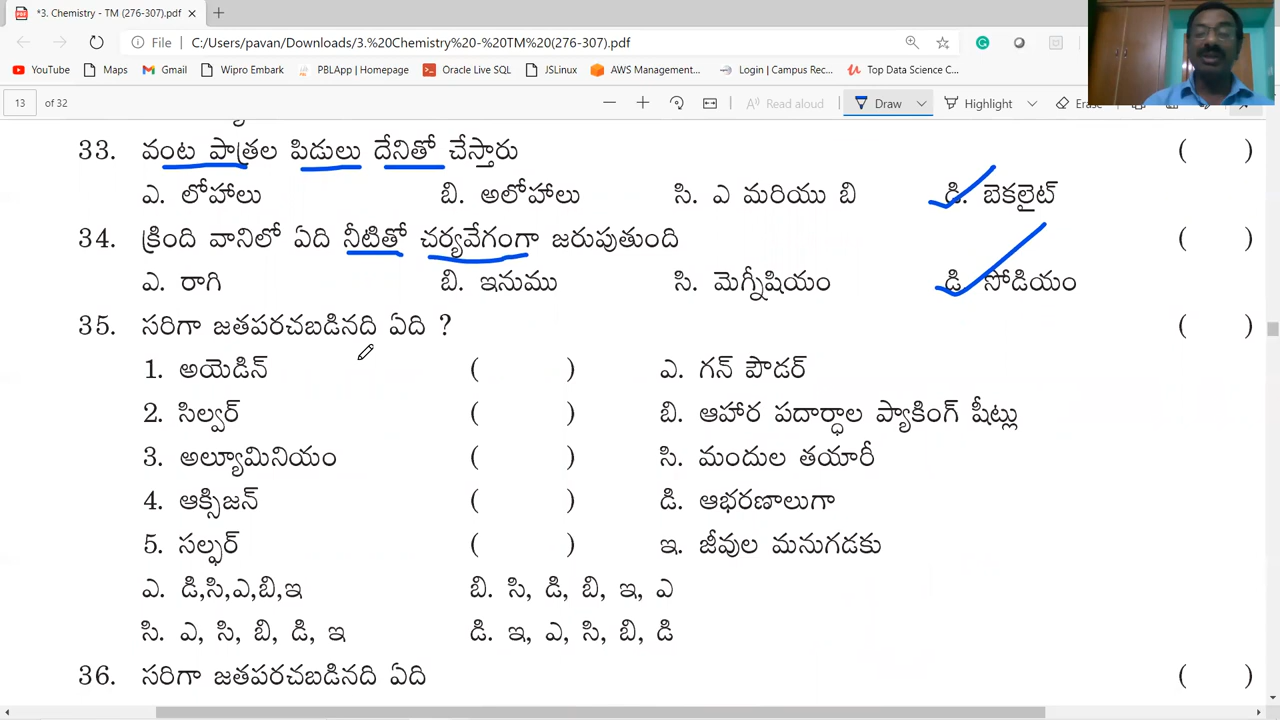 *3. Chemistry - TM (276-307).pdf
File C:/Users/pavan/Downloads/3.%20Chemistry%20-%20TM%20(276-307).pdf
YouTube Maps Gmail Wipro Embark PBLApp | Homepage Oracle Live SQL JSLinux AWS Management... Login | Campus Rec... Top Data Science C...
13 of 32 Read aloud Draw Highlight Erase
33. వంట పాత్రల పిడులు దేనితో చేస్తారు ( )
ఎ. లోహాలు బి. అలోహాలు సి. ఎ మరియు బి డి. బెకలైట్
34. క్రింది వానిలో ఏది నీటితో చర్యవేగంగా జరుపుతుంది ( )
ఎ. రాగి బి. ఇనుము సి. మెగ్నీషియం డి. సోడియం
35. సరిగా జతపరచబడినది ఏది ? ( )
1. అయెడిన్ ( ) ఎ. గన్ పౌడర్
2. సిల్వర్ ( ) బి. ఆహార పదార్ధాల ప్యాకింగ్ షీట్లు
3. అల్యూమినియం ( ) సి. మందుల తయారీ
4. ఆక్సిజన్ ( ) డి. ఆభరణాలుగా
5. సల్ఫర్ ( ) ఇ. జీవుల మనుగడకు
ఎ. డి,సి,ఎ,బి,ఇ బి. సి, డి, బి, ఇ, ఎ
సి. ఎ, సి, బి, డి, ఇ డి. ఇ, ఎ, సి, బి, డి
36. సరిగా జతపరచబడినది ఏది ( )